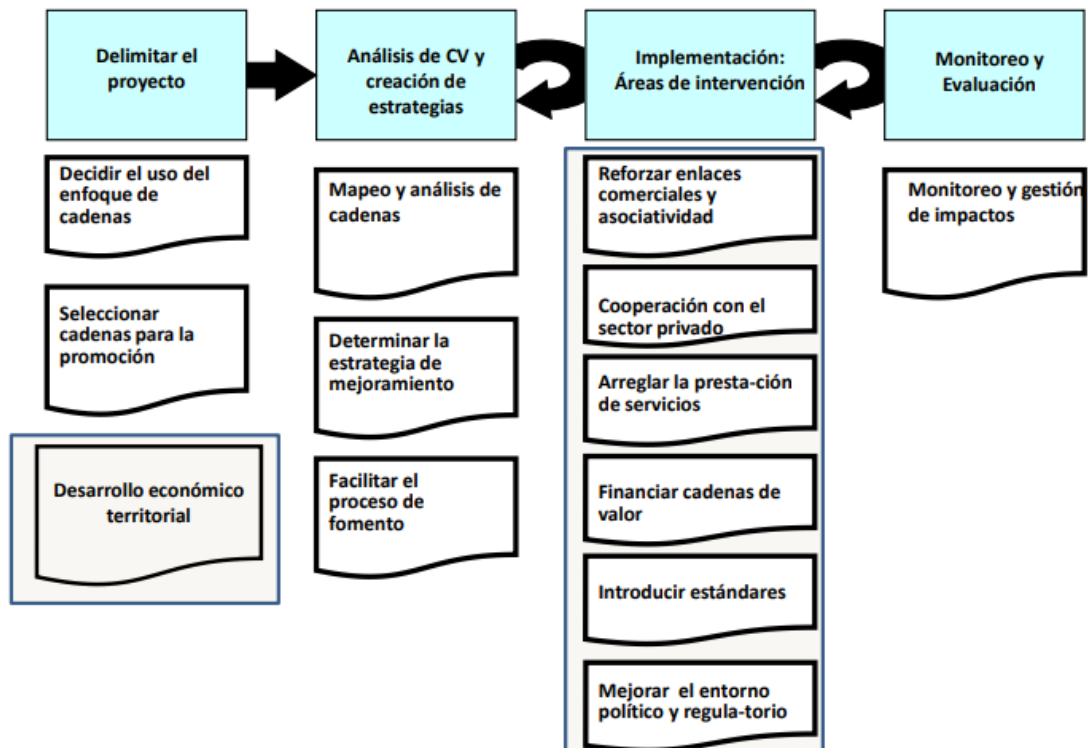 Delimitar el
proyecto
Análisis de CV y
creación de
estrategias
Implementación:
Áreas de intervención
Monitoreo y
Evaluación
Decidir el uso del
enfoque de
cadenas
Seleccionar
cadenas para la
promoción
Desarrollo económico
territorial
Mapeo y análisis de
cadenas
Determinar la
estrategia de
mejoramiento
Facilitar el
proceso de
fomento
Reforzar enlaces
comerciales y
asociatividad
Cooperación con el
sector privado
Arreglar la presta-ción
de servicios
Financiar cadenas de
valor
Introducir estándares
Mejorar el entorno
político y regula-torio
Monitoreo y gestión
de impactos